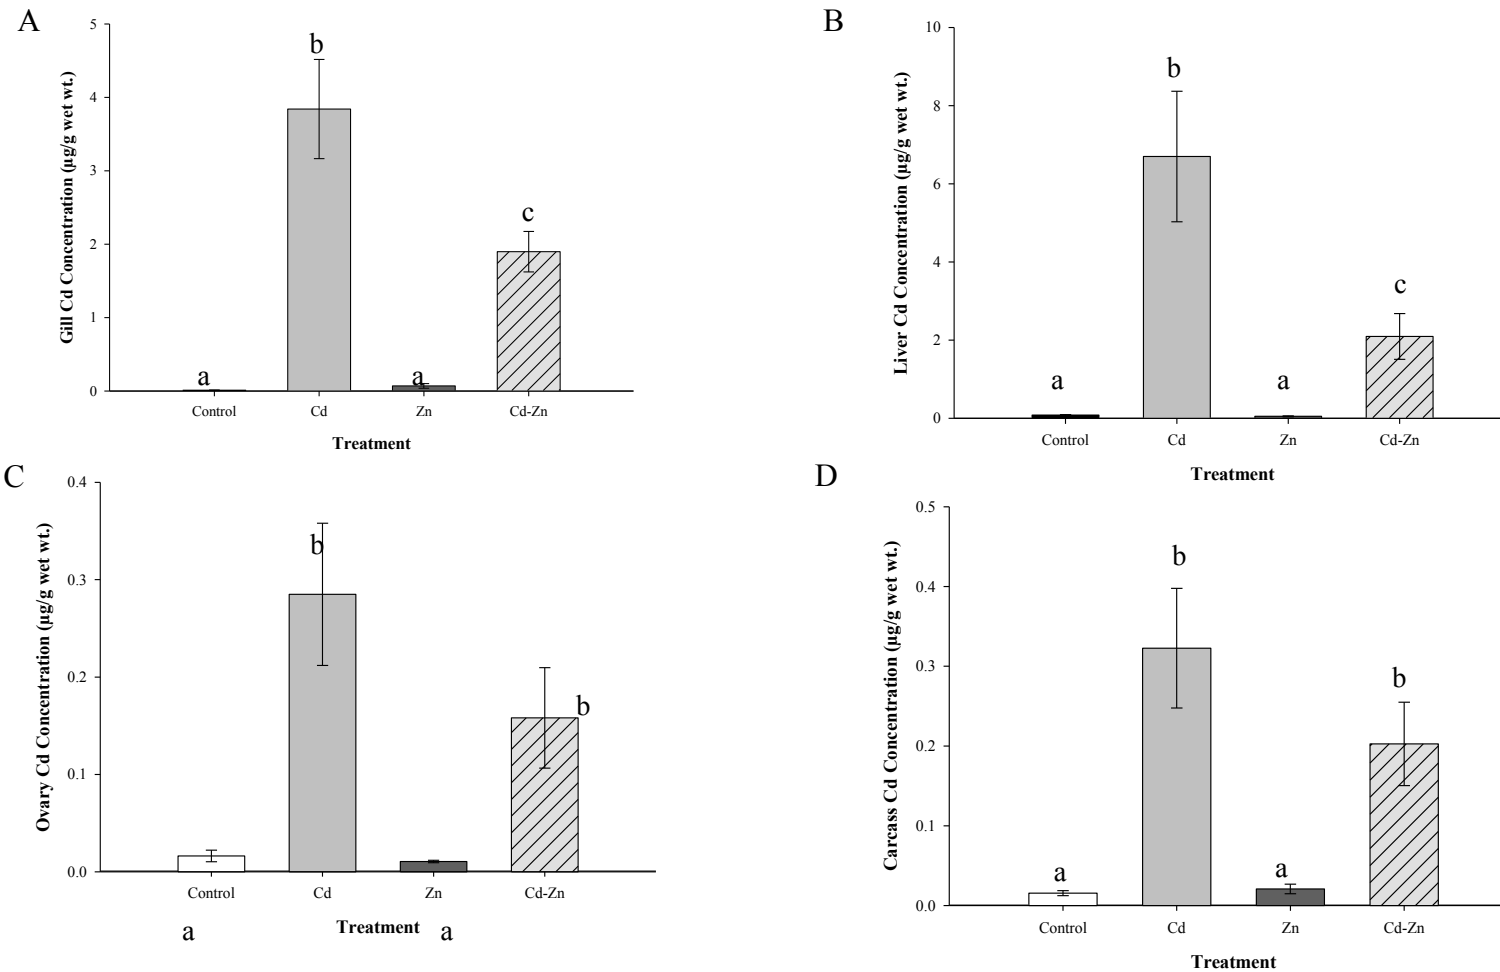 A
Gill Cd Concentration (µg/g wet wt.)
5
4
3
2
1
0
a
b
a
c
Control
Cd
Zn
Cd-Zn
Treatment
B
Liver Cd Concentration (µg/g wet wt.)
10
8
6
4
2
0
a
b
a
c
Control
Cd
Zn
Cd-Zn
Treatment
C
Ovary Cd Concentration (µg/g wet wt.)
0.4
0.3
0.2
0.1
0.0
b
b
Control
Cd
Zn
Cd-Zn
Treatment
a
a
D
Carcass Cd Concentration (µg/g wet wt.)
0.5
0.4
0.3
0.2
0.1
0.0
a
b
a
b
Control
Cd
Zn
Cd-Zn
Treatment